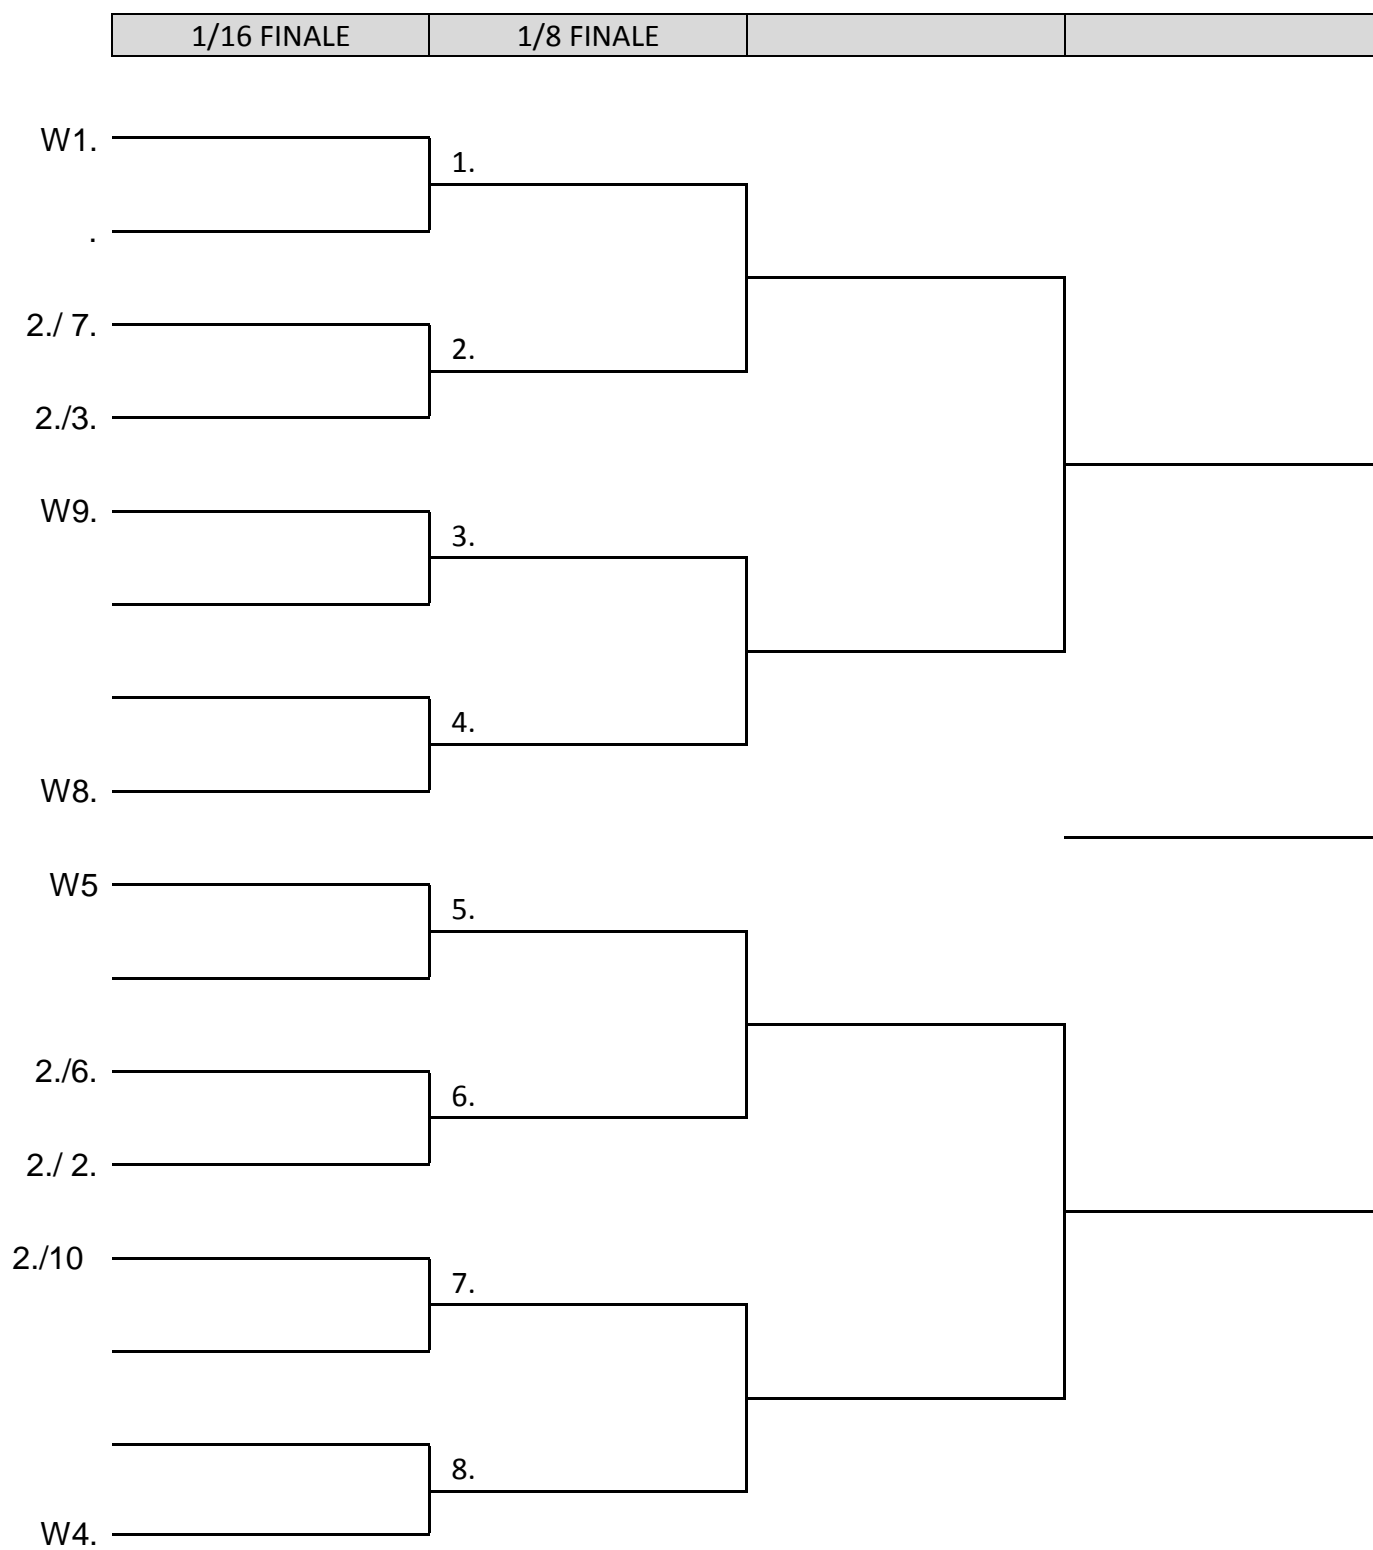 1/16 FINALE 1/8 FINALE
W1.
1.
.
2./ 7.
2.
2./3.
W9.
3.
4.
W8.
W5
5.
2./6.
6.
2./ 2.
2./10
7.
8.
W4.